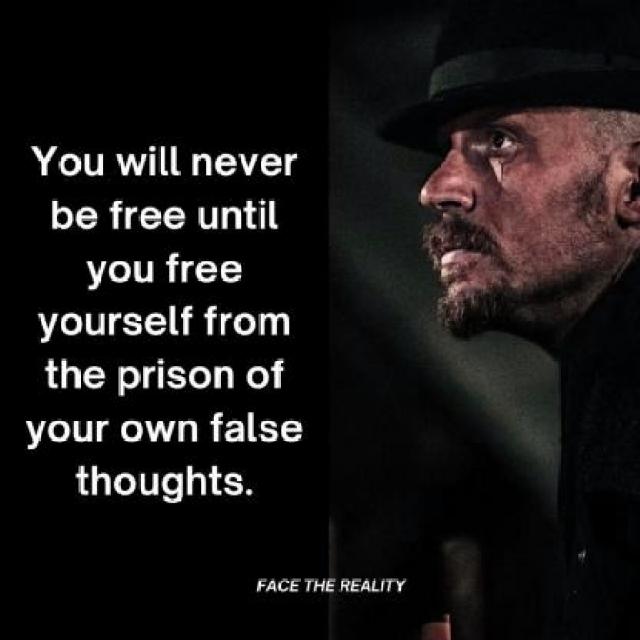 You will never
be free until
you free
yourself from
the prison of
your own false
thoughts.
FACE THE REALITY